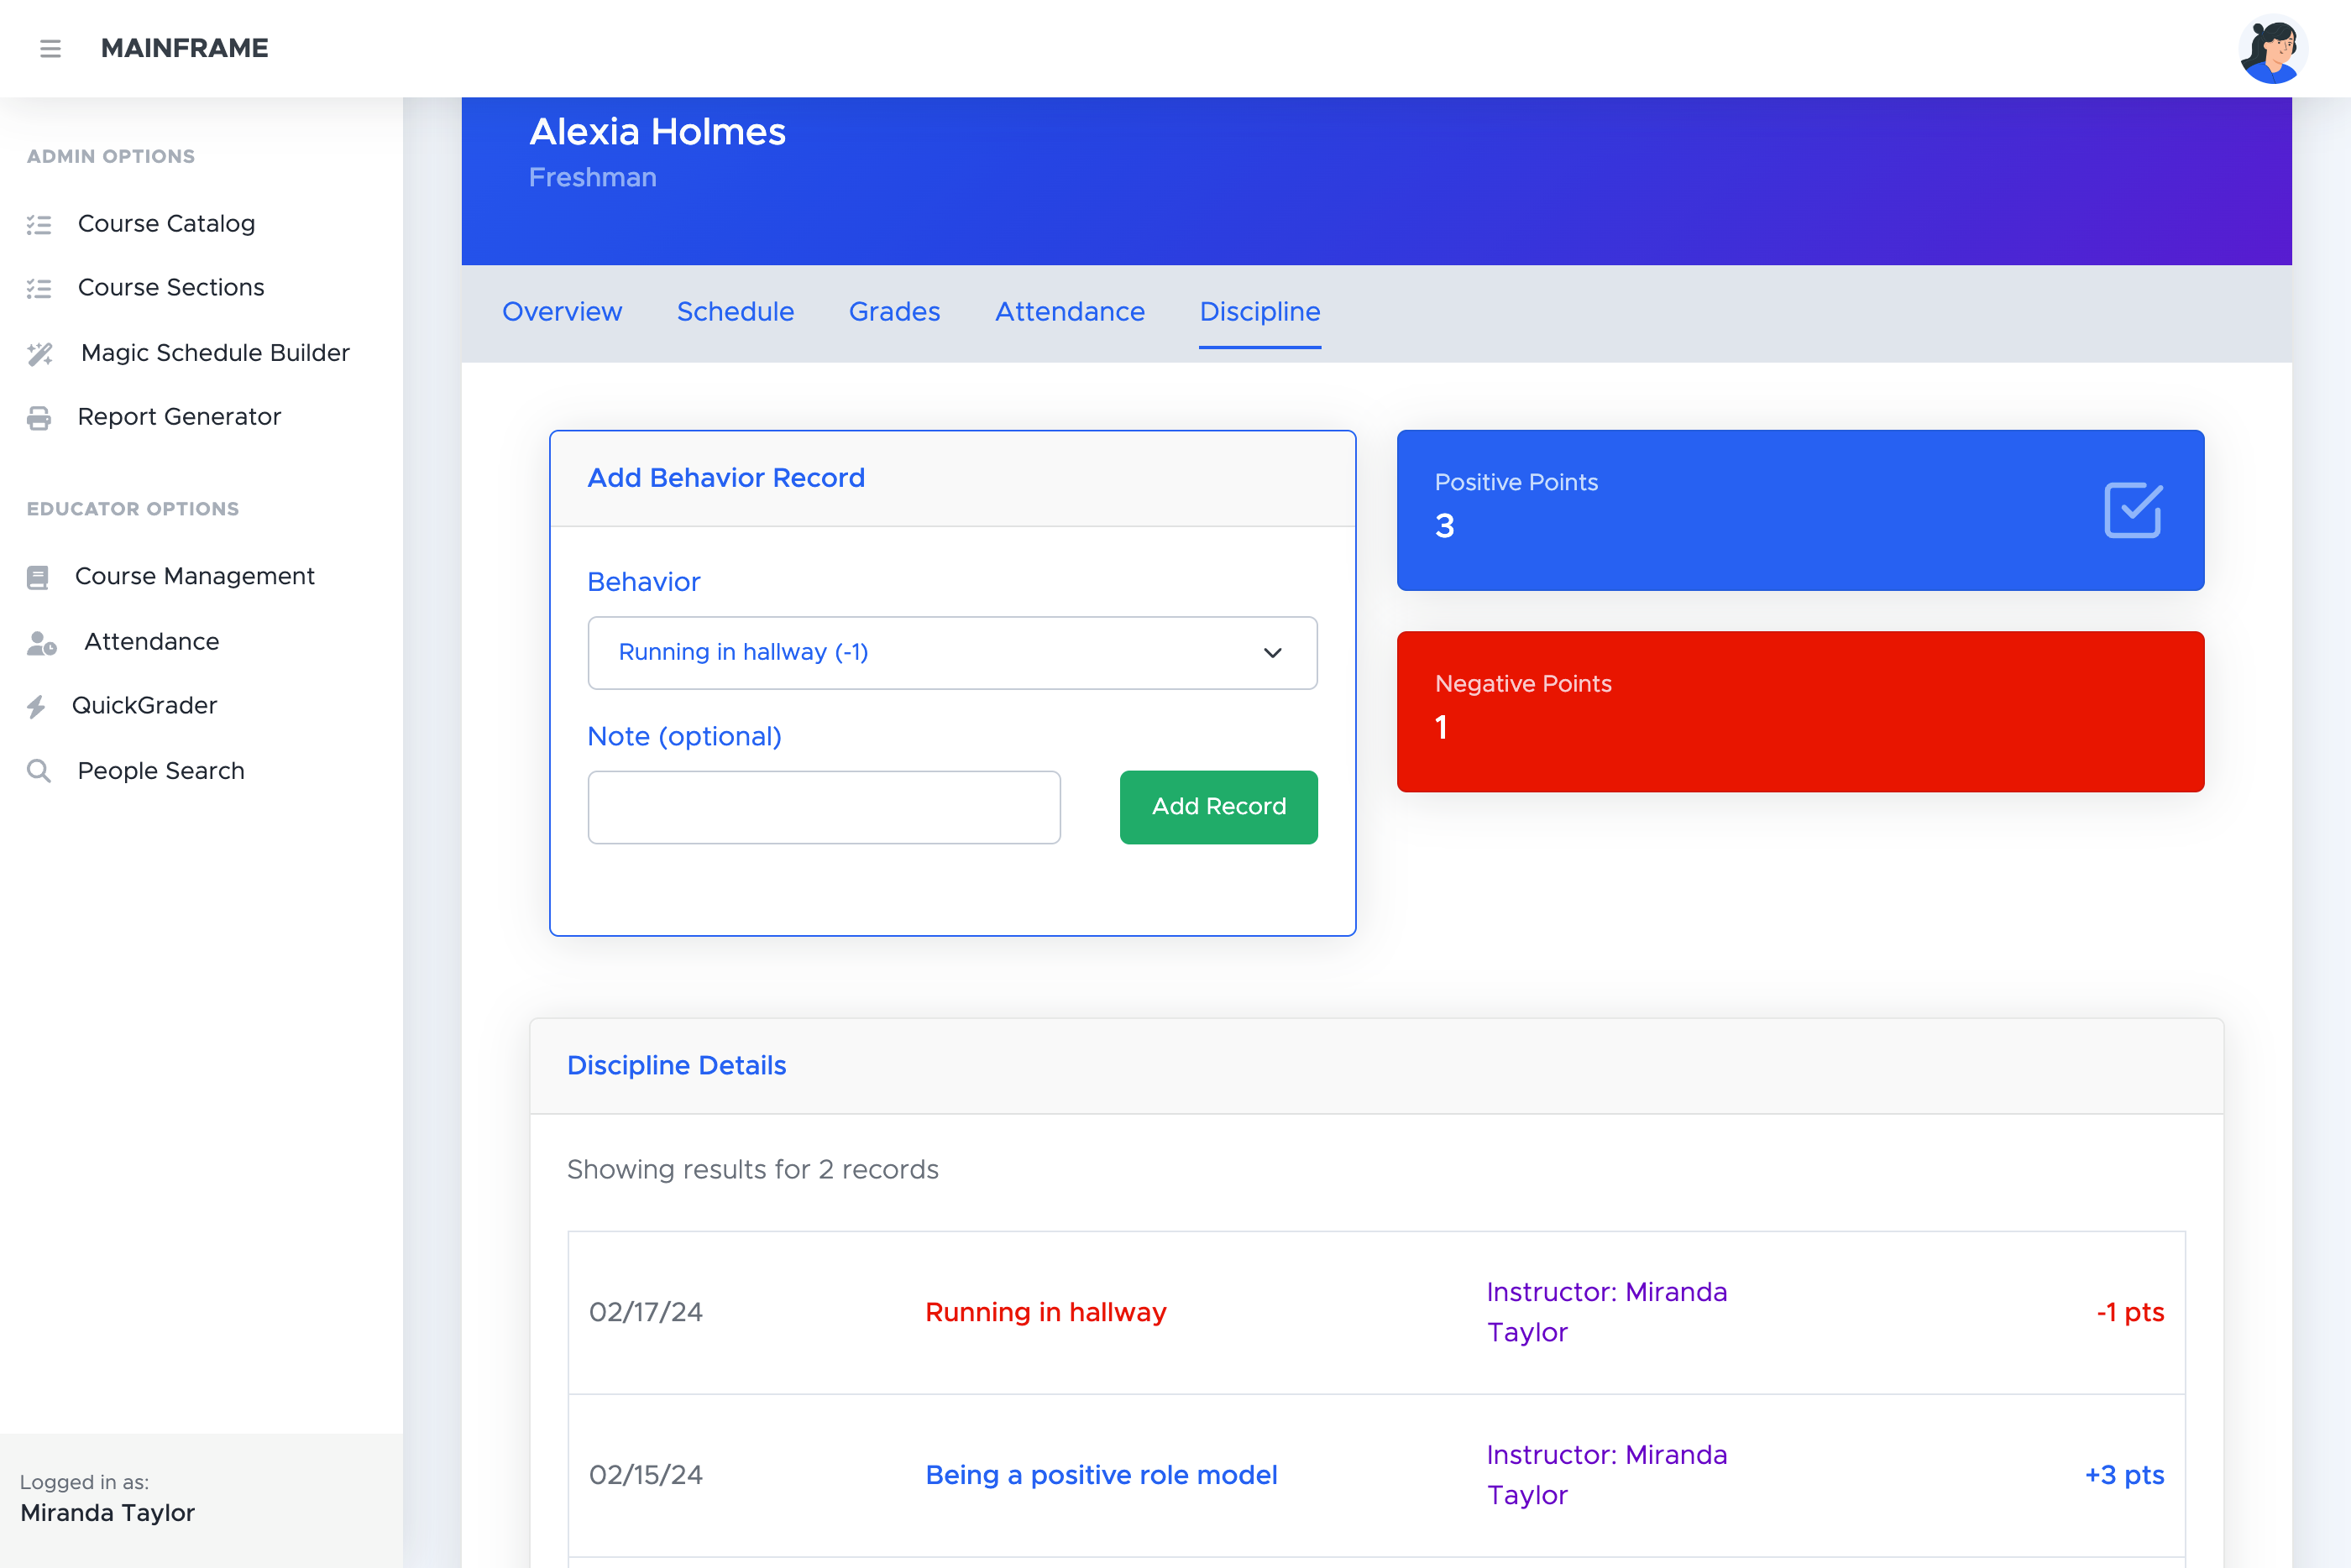 MAINFRAME
ADMIN OPTIONS
Course Catalog
Course Sections
Magic Schedule Builder
Report Generator
EDUCATOR OPTIONS
Course Management
Attendance
QuickGrader
People Search
Logged in as:
Miranda Taylor
Alexia Holmes
Freshman
Overview Schedule Grades Attendance Discipline
Add Behavior Record
Behavior
Running in hallway (-1)
Note (optional)
Add Record
Positive Points
3
Negative Points
1
Discipline Details
Showing results for 2 records
02/17/24 Running in hallway Instructor: Miranda Taylor -1 pts
02/15/24 Being a positive role model Instructor: Miranda Taylor +3 pts